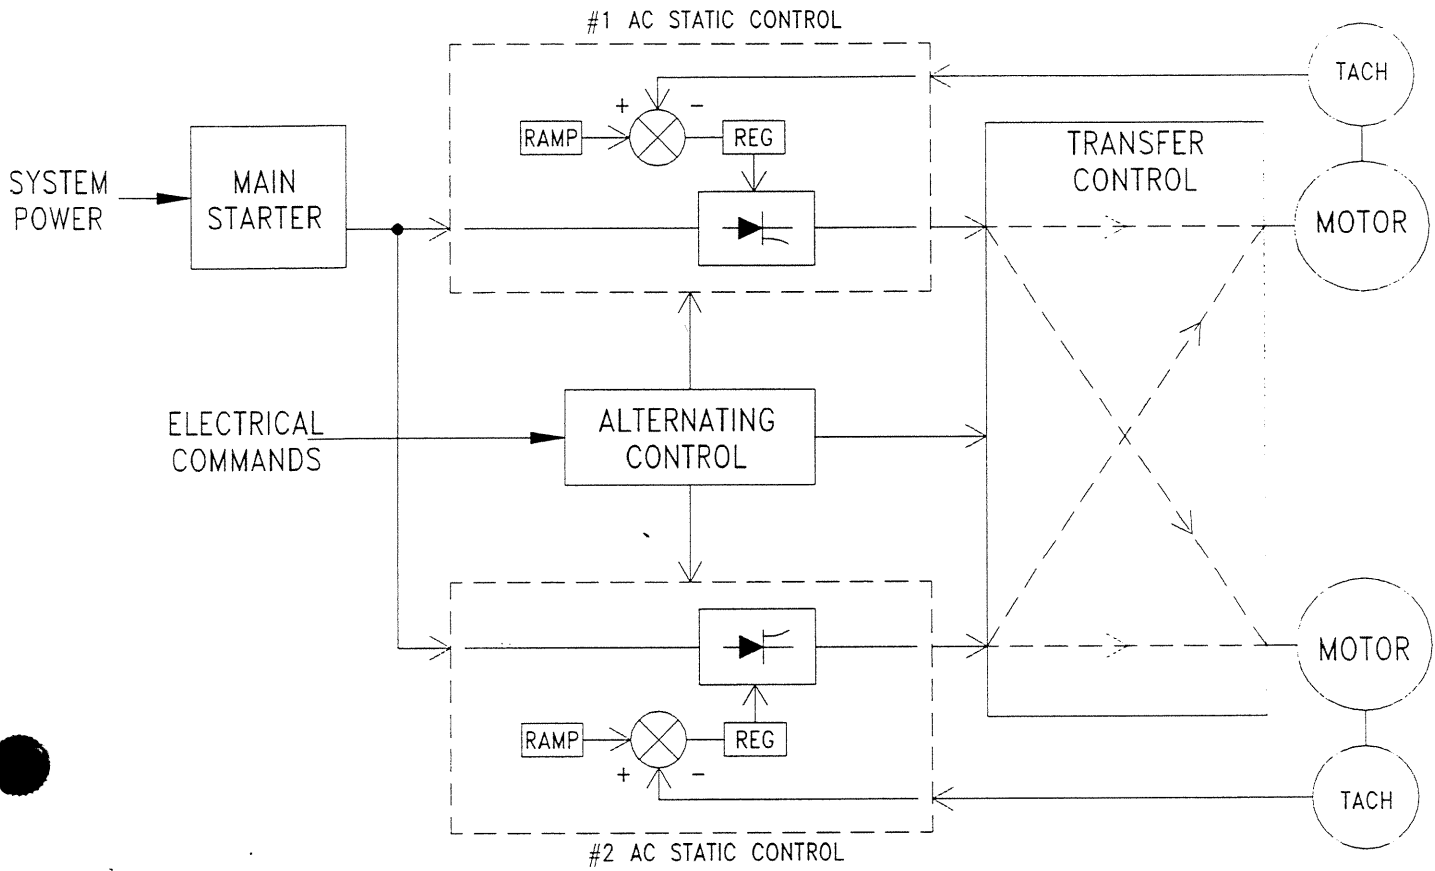 #1 AC STATIC CONTROL
TACH
+ −
RAMP
REG
TRANSFER
CONTROL
SYSTEM
POWER
MAIN
STARTER
MOTOR
ELECTRICAL
COMMANDS
ALTERNATING
CONTROL
MOTOR
RAMP
REG
+ −
TACH
#2 AC STATIC CONTROL